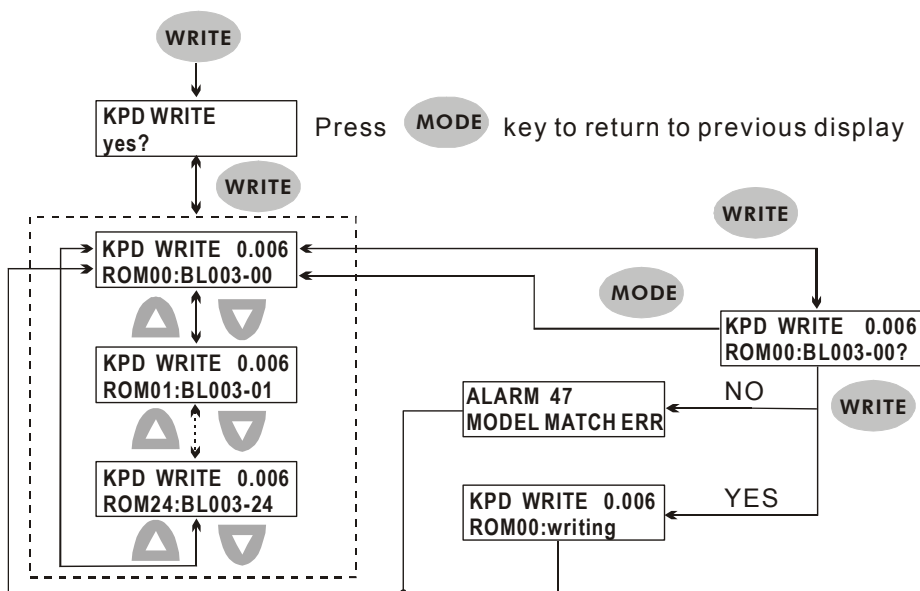 WRITE
KPD WRITE
yes?
Press MODE key to return to previous display
WRITE
WRITE
KPD WRITE 0.006
ROM00:BL003-00
MODE
KPD WRITE 0.006
ROM00:BL003-00?
KPD WRITE 0.006
ROM01:BL003-01
ALARM 47
MODEL MATCH ERR
NO
WRITE
KPD WRITE 0.006
ROM24:BL003-24
KPD WRITE 0.006
ROM00:writing
YES